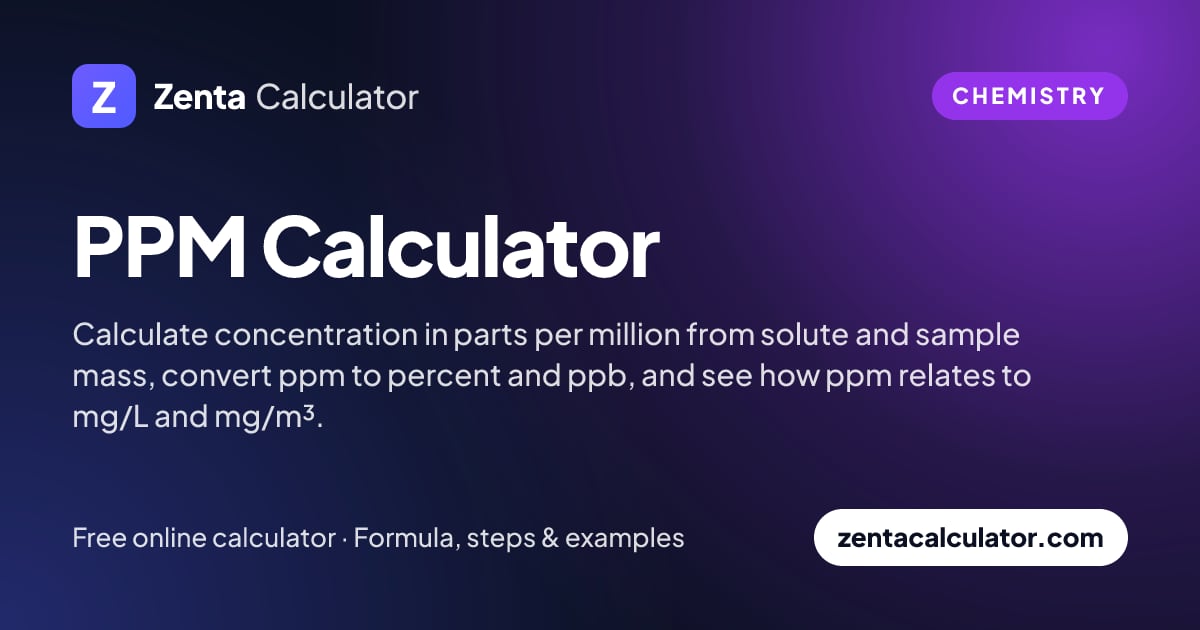 Z
Zenta Calculator
CHEMISTRY
PPM Calculator
Calculate concentration in parts per million from solute and sample
mass, convert ppm to percent and ppb, and see how ppm relates to
mg/L and mg/m³.
Free online calculator · Formula, steps & examples
zentacalculator.com